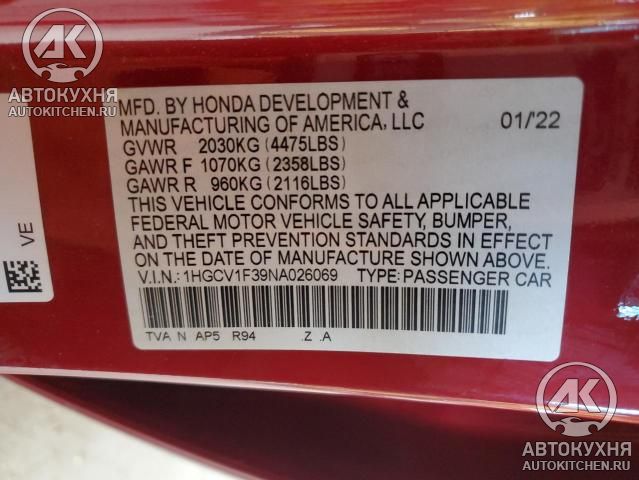 AK
АВТОКУХНЯ
AUTOKITCHEN.RU
MFD. BY HONDA DEVELOPMENT &
MANUFACTURING OF AMERICA, LLC 01/'22
GVWR 2030KG (4475LBS)
GAWR F 1070KG (2358LBS)
GAWR R 960KG (2116LBS)
THIS VEHICLE CONFORMS TO ALL APPLICABLE
FEDERAL MOTOR VEHICLE SAFETY, BUMPER,
AND THEFT PREVENTION STANDARDS IN EFFECT
ON THE DATE OF MANUFACTURE SHOWN ABOVE.
V.I.N.: 1HGCV1F39NA026069 TYPE: PASSENGER CAR
TVA N AP5 R94 .Z .A
VE
AK
АВТОКУХНЯ
AUTOKITCHEN.RU